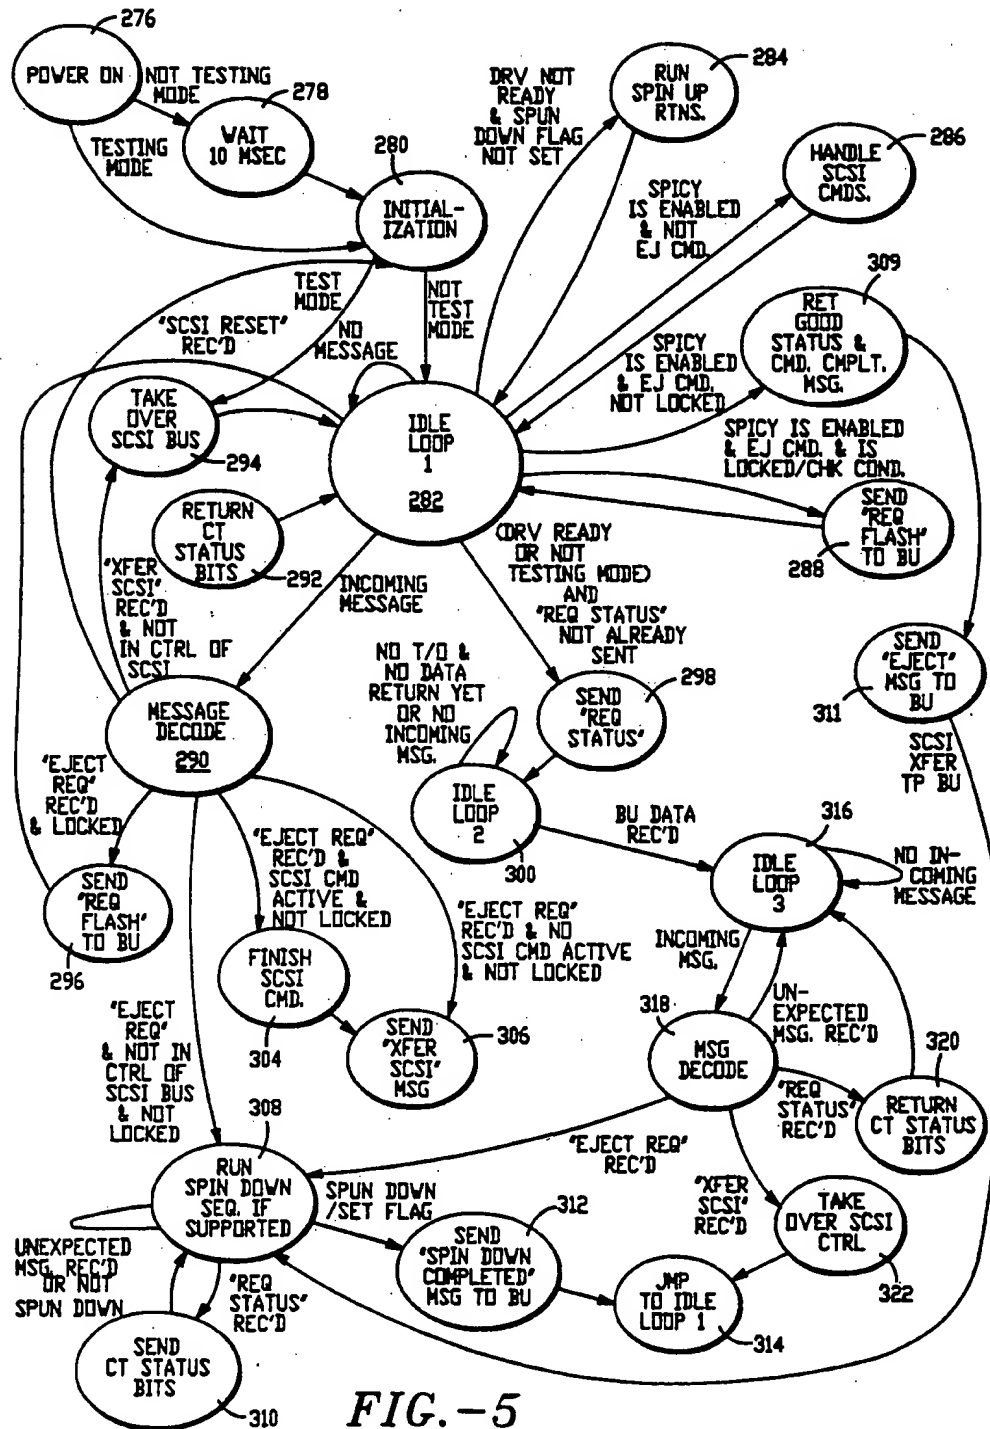 276
POWER ON
NOT TESTING
MODE
278
WAIT
10 MSEC
TESTING
MODE
280
INITIAL-
IZATION
DRV NOT
READY
& SPUN
DOWN FLAG
NOT SET
284
RUN
SPIN UP
RTNS.
286
HANDLE
SCSI
CMDS.
SPICY
IS ENABLED
& NOT
EJ CMD.
TEST
MODE
NOT
TEST
MODE
"SCSI RESET"
REC'D
NO
MESSAGE
309
RET
GOOD
STATUS &
CMD. CMPLT.
MSG.
SPICY
IS ENABLED
& EJ CMD.
NOT LOCKED
TAKE
OVER
SCSI BUS
294
IDLE
LOOP
1
282
SPICY IS ENABLED
& EJ CMD. & IS
LOCKED/CHK COND.
SEND
"REQ
FLASH"
TO BU
288
RETURN
CT
STATUS
BITS
292
"XFER
SCSI"
REC'D
& NOT
IN CTRL OF
SCSI
INCOMING
MESSAGE
(DRV READY
OR NOT
TESTING MODE)
AND
"REQ STATUS"
NOT ALREADY
SENT
NO T/O &
NO DATA
RETURN YET
OR NO
INCOMING
MSG.
298
SEND
"REQ
STATUS"
SEND
"EJECT"
MSG TO
BU
311
SCSI
XFER
TP BU
MESSAGE
DECODE
290
IDLE
LOOP
2
300
BU DATA
REC'D
316
IDLE
LOOP
3
NO IN-
COMING
MESSAGE
"EJECT
REQ"
REC'D
& LOCKED
SEND
"REQ
FLASH"
TO BU
296
"EJECT REQ"
REC'D &
SCSI CMD
ACTIVE &
NOT LOCKED
"EJECT REQ"
REC'D & NO
SCSI CMD ACTIVE
& NOT LOCKED
FINISH
SCSI
CMD.
304
SEND
"XFER
SCSI"
MSG
306
INCOMING
MSG.
318
MSG
DECODE
UN-
EXPECTED
MSG. REC'D
320
"REQ
STATUS"
REC'D
RETURN
CT STATUS
BITS
"EJECT
REQ"
& NOT IN
CTRL OF
SCSI BUS
& NOT
LOCKED
308
RUN
SPIN DOWN
SEQ. IF
SUPPORTED
"EJECT REQ"
REC'D
SPUN DOWN
/SET FLAG
312
SEND
"SPIN DOWN
COMPLETED"
MSG TO BU
"XFER
SCSI"
REC'D
TAKE
OVER SCSI
CTRL
322
JMP
TO IDLE
LOOP 1
314
UNEXPECTED
MSG. REC'D
OR NOT
SPUN DOWN
"REQ
STATUS"
REC'D
SEND
CT STATUS
BITS
310
FIG.-5